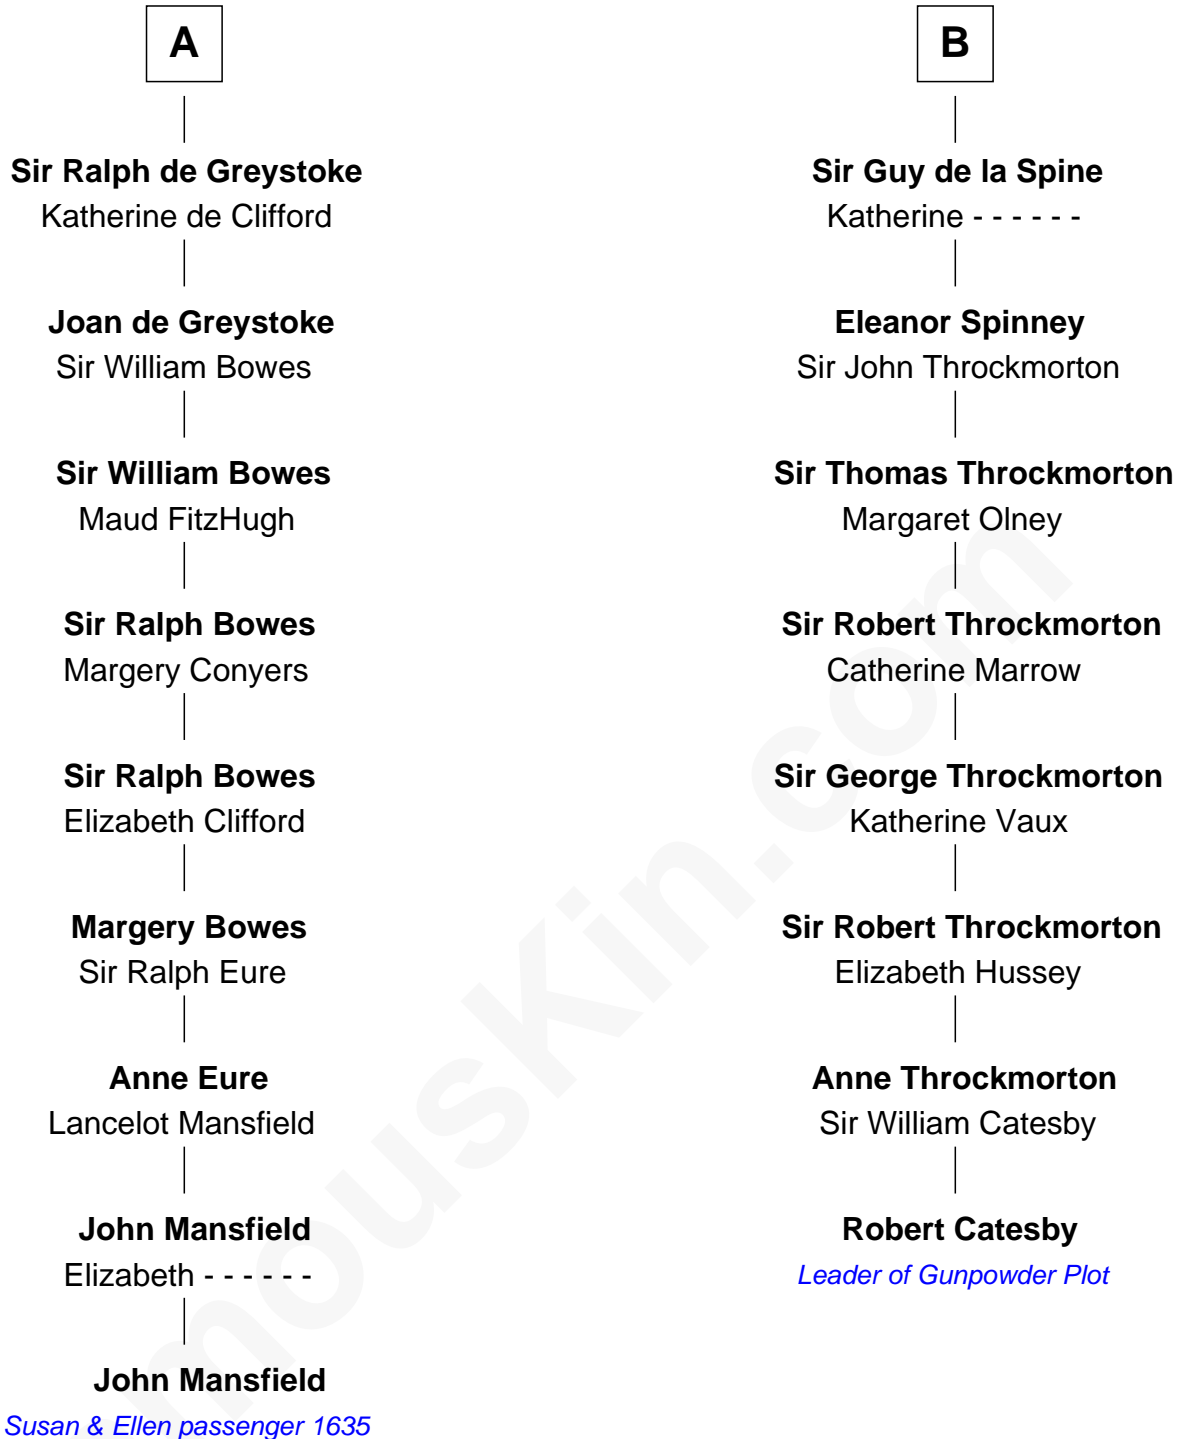 A
Sir Ralph de Greystoke
Katherine de Clifford
Joan de Greystoke
Sir William Bowes
Sir William Bowes
Maud FitzHugh
Sir Ralph Bowes
Margery Conyers
Sir Ralph Bowes
Elizabeth Clifford
Margery Bowes
Sir Ralph Eure
Anne Eure
Lancelot Mansfield
John Mansfield
Elizabeth - - - - - -
John Mansfield
Susan & Ellen passenger 1635
B
Sir Guy de la Spine
Katherine - - - - - -
Eleanor Spinney
Sir John Throckmorton
Sir Thomas Throckmorton
Margaret Olney
Sir Robert Throckmorton
Catherine Marrow
Sir George Throckmorton
Katherine Vaux
Sir Robert Throckmorton
Elizabeth Hussey
Anne Throckmorton
Sir William Catesby
Robert Catesby
Leader of Gunpowder Plot
mouskin.com